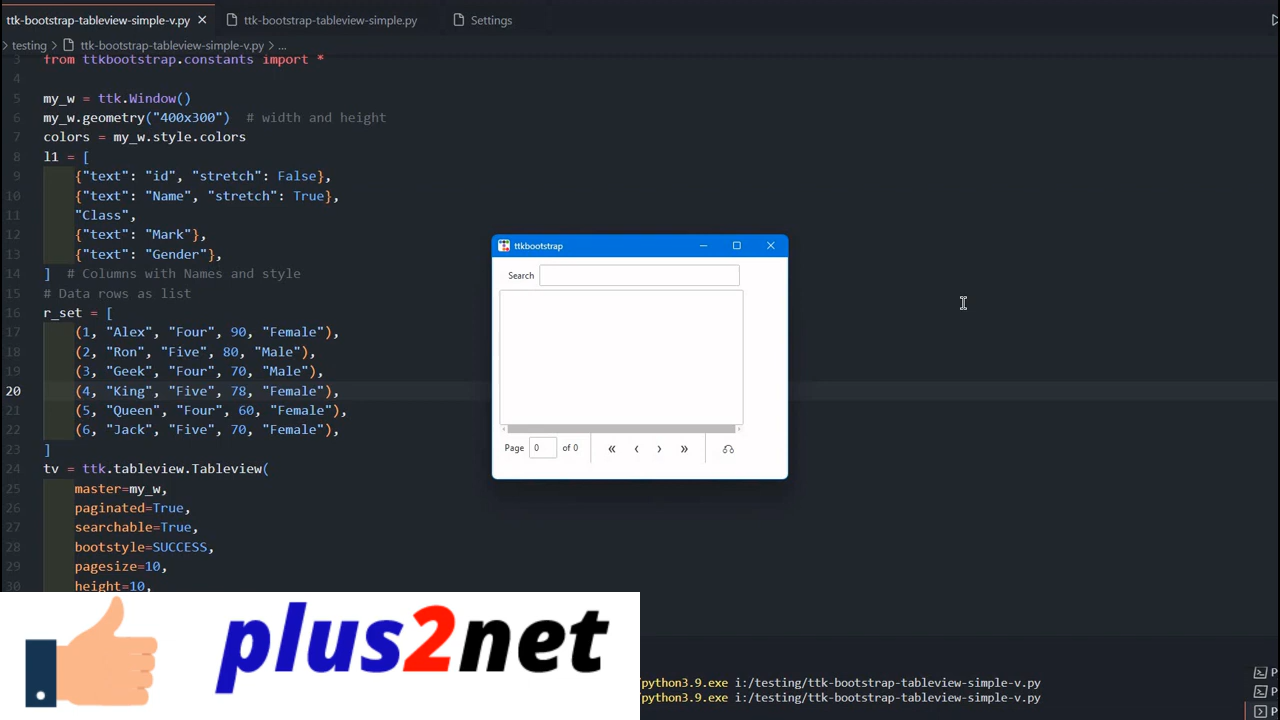 ttk-bootstrap-tableview-simple-v.py
ttk-bootstrap-tableview-simple.py
Settings
testing > ttk-bootstrap-tableview-simple-v.py > ...
3 from ttkbootstrap.constants import *
4
5 my_w = ttk.Window()
6 my_w.geometry("400x300")  # width and height
7 colors = my_w.style.colors
8 l1 = [
9     {"text": "id", "stretch": False},
10     {"text": "Name", "stretch": True},
11     "Class",
12     {"text": "Mark"},
13     {"text": "Gender"},
14 ]  # Columns with Names and style
15 # Data rows as list
16 r_set = [
17     (1, "Alex", "Four", 90, "Female"),
18     (2, "Ron", "Five", 80, "Male"),
19     (3, "Geek", "Four", 70, "Male"),
20     (4, "King", "Five", 78, "Female"),
21     (5, "Queen", "Four", 60, "Female"),
22     (6, "Jack", "Five", 70, "Female"),
23 ]
24 tv = ttk.tableview.Tableview(
25     master=my_w,
26     paginated=True,
27     searchable=True,
28     bootstyle=SUCCESS,
29     pagesize=10,
30     height=10,
ttkbootstrap
Search
Page 0 of 0 « ‹ › »
plus2net
/python3.9.exe i:/testing/ttk-bootstrap-tableview-simple-v.py
/python3.9.exe i:/testing/ttk-bootstrap-tableview-simple-v.py